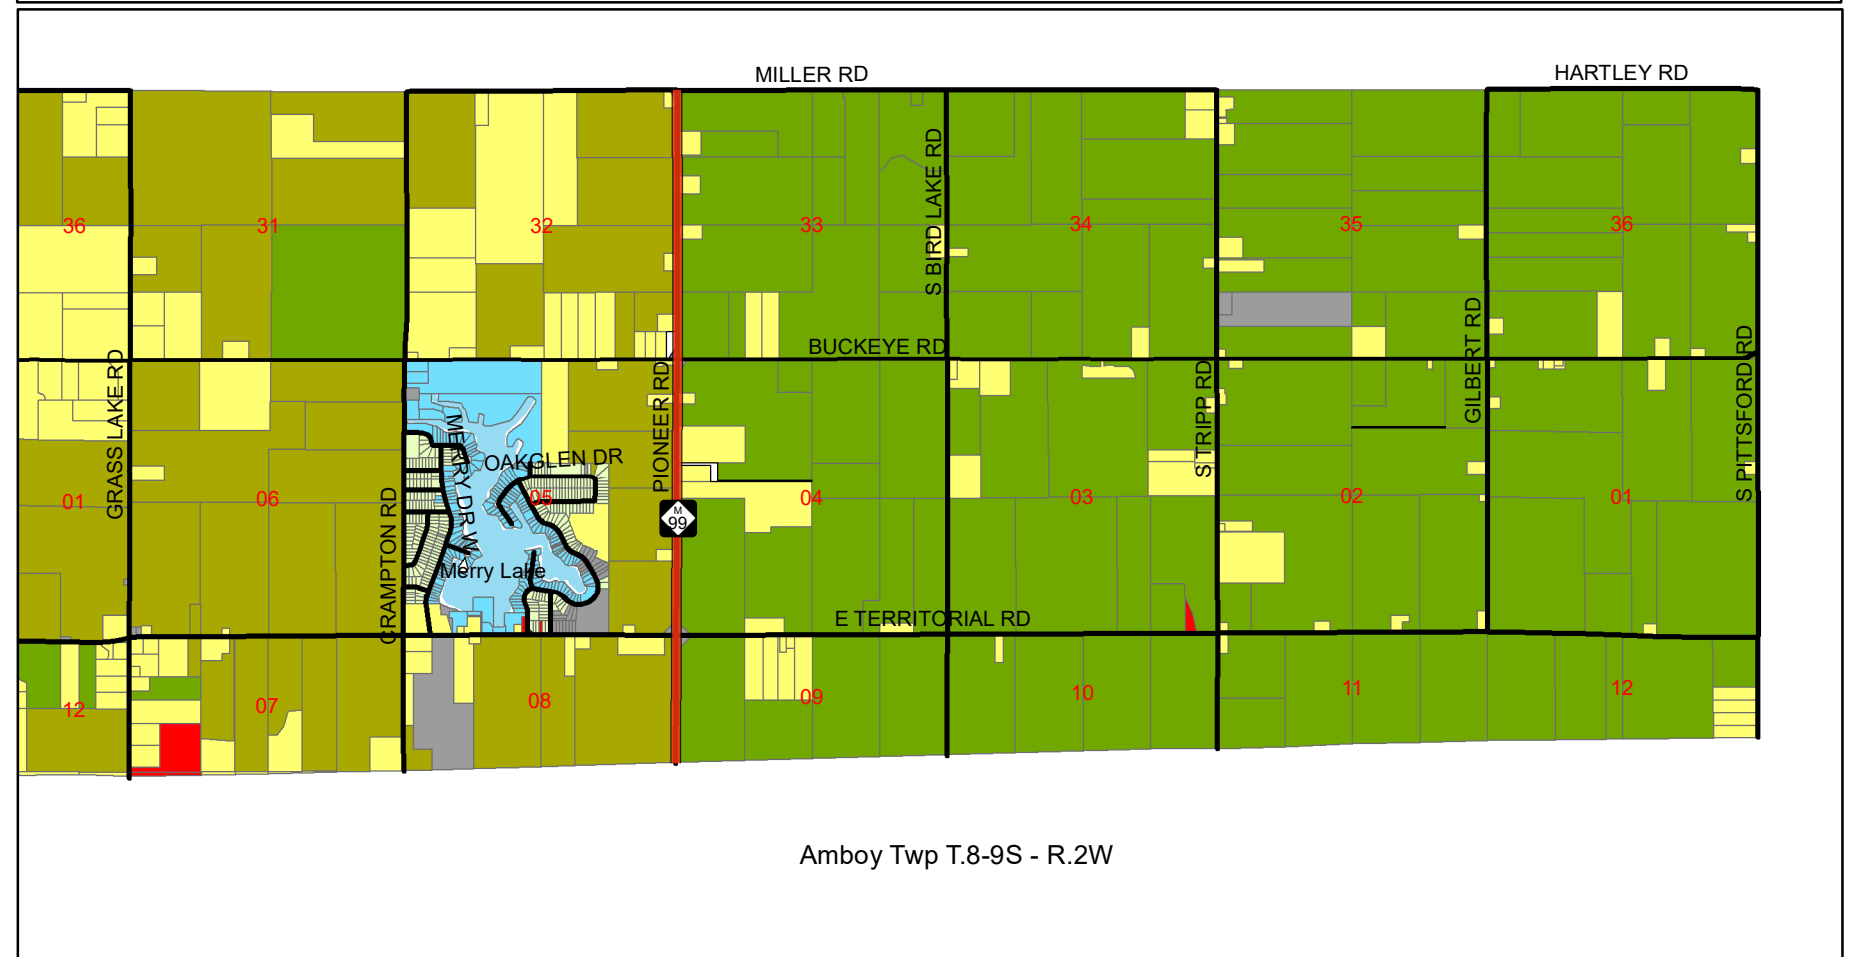 MILLER RD
HARTLEY RD
S BIRD LAKE RD
36
31
32
33
34
35
36
BUCKEYE RD
GRASS LAKE RD
PIONEER RD
S TRIPP RD
GILBERT RD
S PITTSFORD RD
MERRY DR W
OAKGLEN DR
CRAMPTON RD
01
06
05
04
03
02
01
M
99
Merry Lake
E TERRITORIAL RD
12
07
08
09
10
11
12
Amboy Twp T.8-9S - R.2W